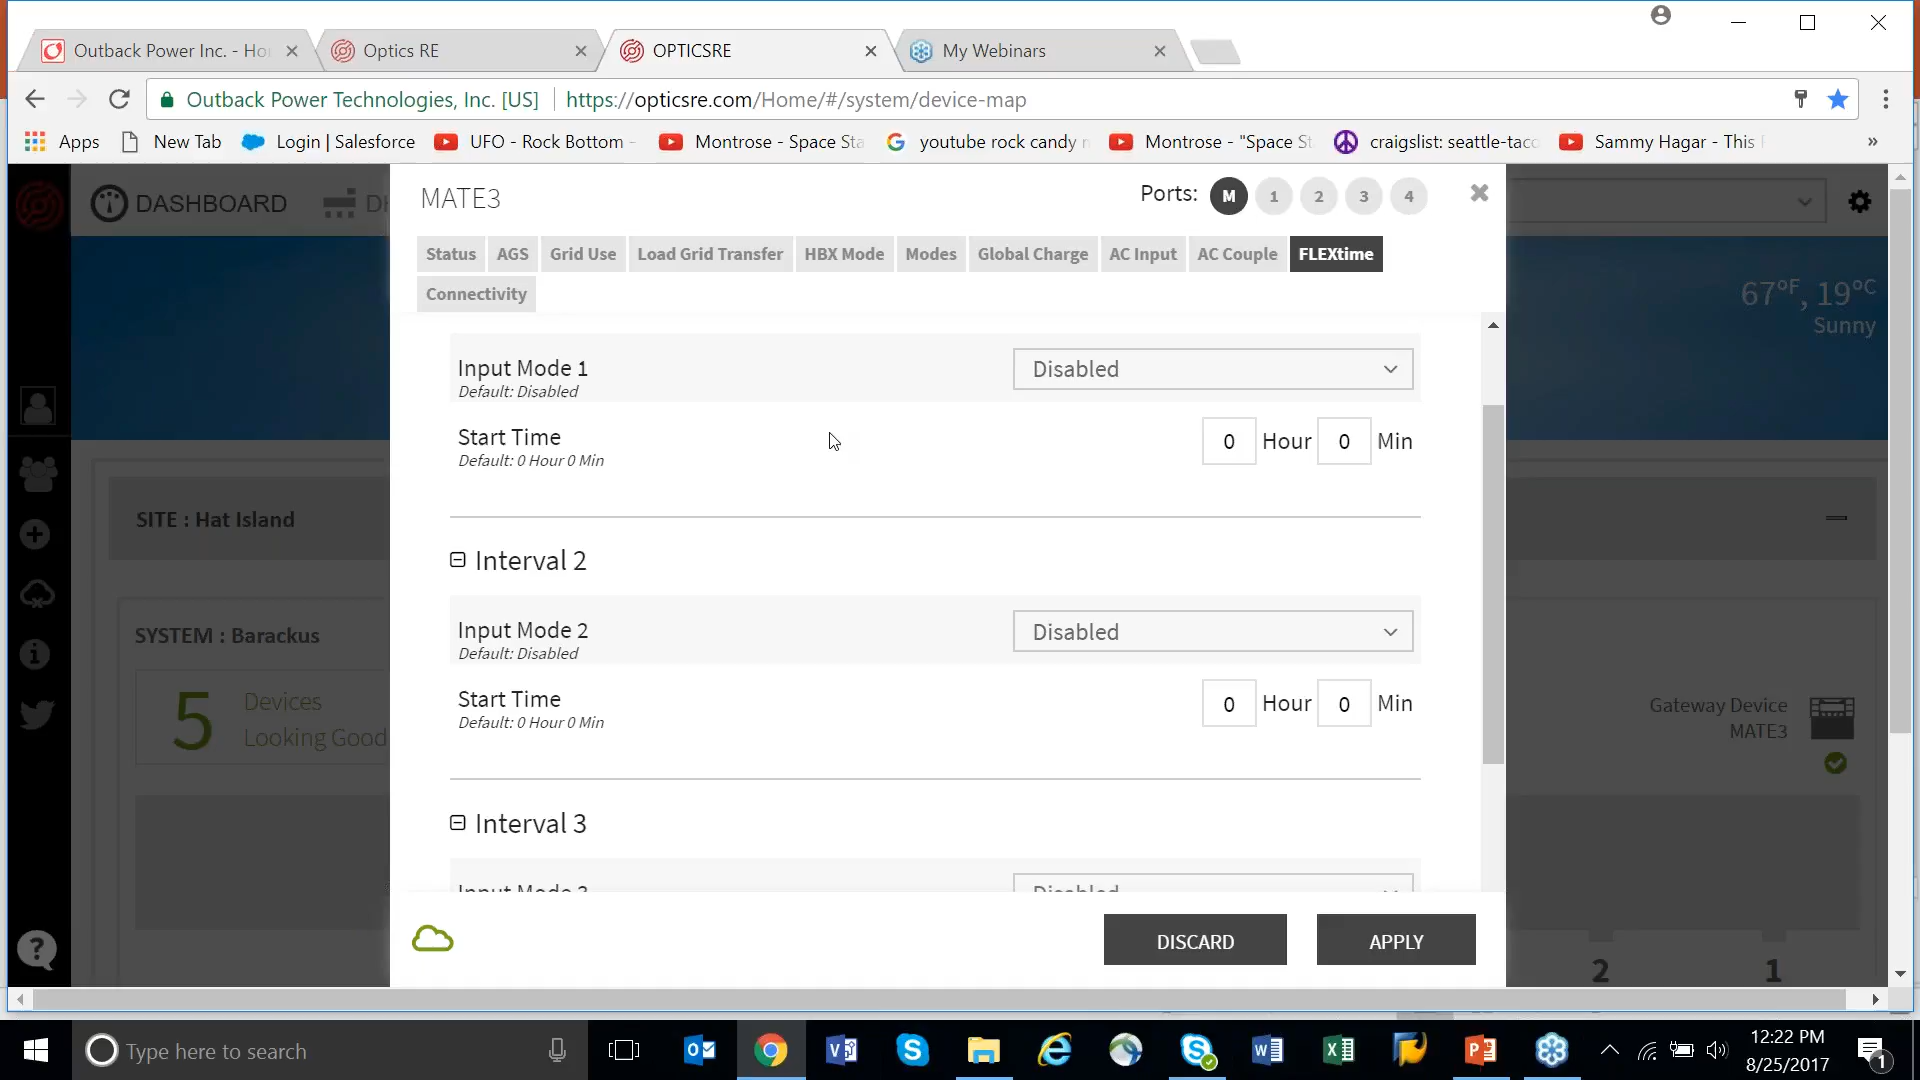 Outback Power Inc. - Ho
Optics RE
OPTICSRE
My Webinars
Outback Power Technologies, Inc. [US]
https://opticsre.com/Home/#/system/device-map
Apps
New Tab
Login | Salesforce
UFO - Rock Bottom -
Montrose - Space Sta
youtube rock candy
Montrose - "Space St
craigslist: seattle-taco
Sammy Hagar - This
»
DASHBOARD
MATE3
Ports: M 1 2 3 4
Status
AGS
Grid Use
Load Grid Transfer
HBX Mode
Modes
Global Charge
AC Input
AC Couple
FLEXtime
Connectivity
67°F, 19°C
Sunny
Input Mode 1
Default: Disabled
Disabled
Start Time
Default: 0 Hour 0 Min
0 Hour 0 Min
SITE : Hat Island
Interval 2
Input Mode 2
Default: Disabled
Disabled
SYSTEM : Barackus
5
Devices
Looking Good
Start Time
Default: 0 Hour 0 Min
0 Hour 0 Min
Gateway Device
MATE3
Interval 3
Disabled
DISCARD
APPLY
2
1
Type here to search
12:22 PM
8/25/2017
1